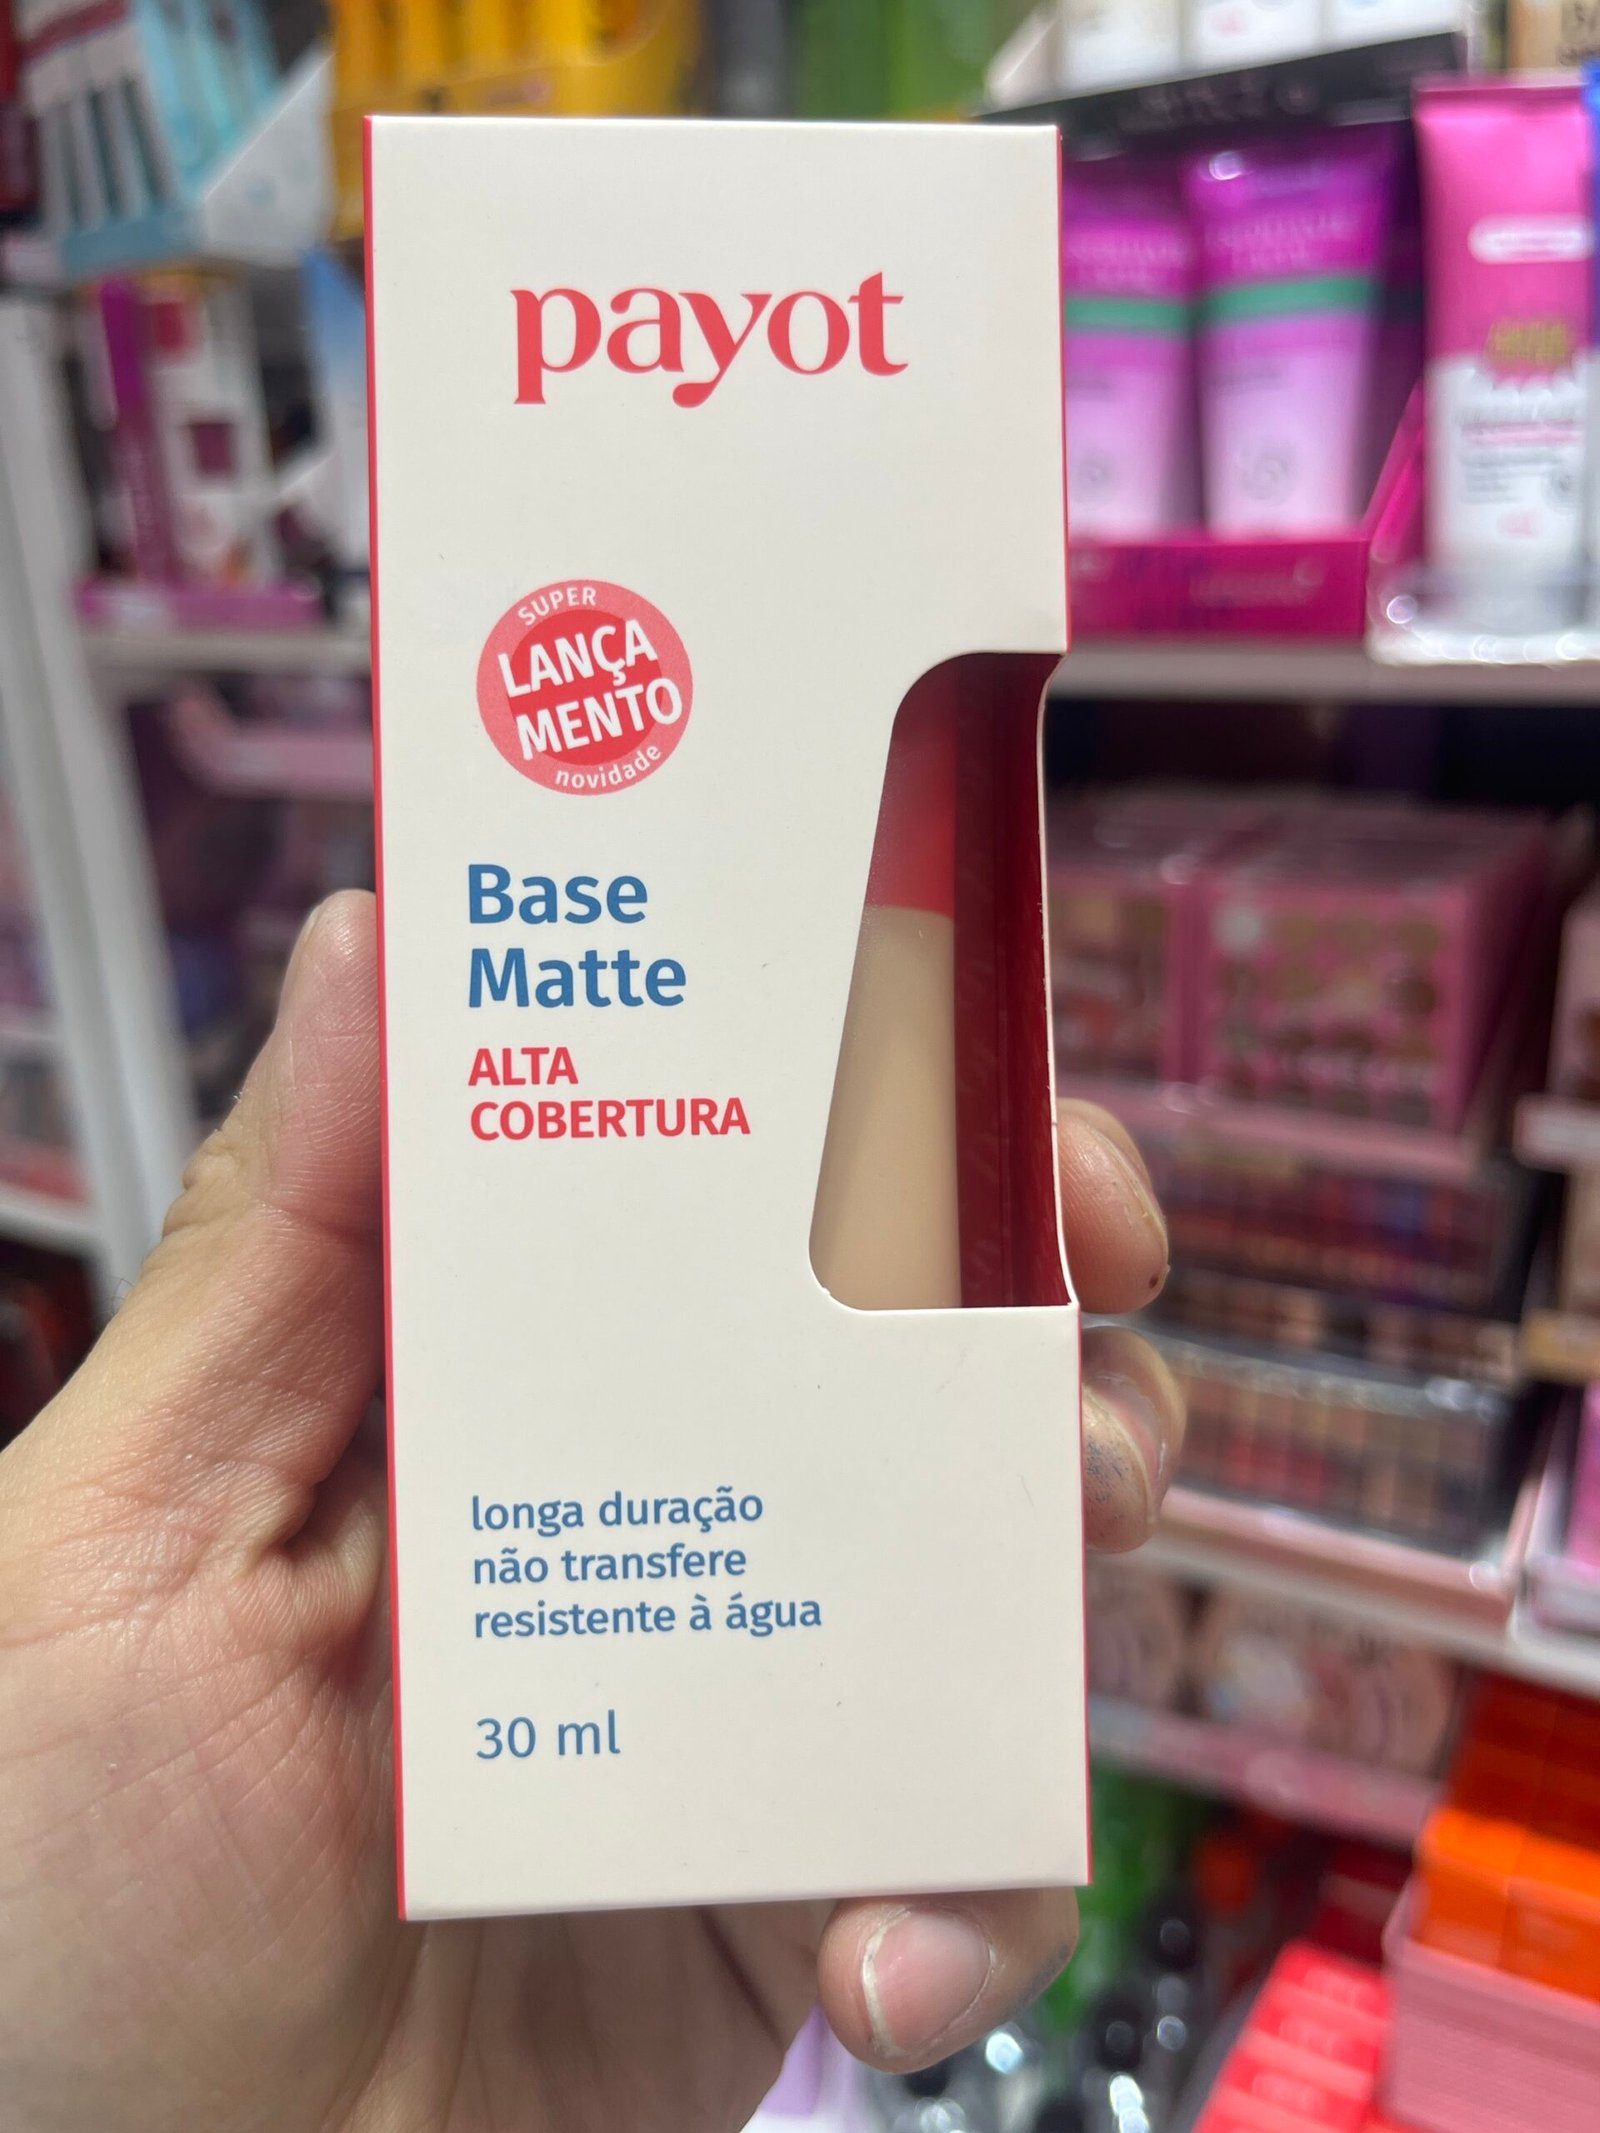 payot
SUPER
LANÇA
MENTO
novidade
Base
Matte
ALTA
COBERTURA
longa duração
não transfere
resistente à água
30 ml